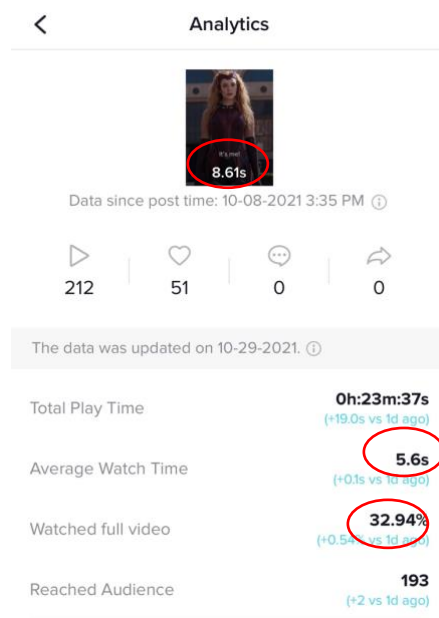 Analytics
It's me!
8.61s
Data since post time: 10-08-2021 3:35 PM
212
51
0
0
The data was updated on 10-29-2021.
Total Play Time
0h:23m:37s
(+19.0s vs 1d ago)
Average Watch Time
5.6s
(+0.1s vs 1d ago)
Watched full video
32.94%
(+0.54% vs 1d ago)
Reached Audience
193
(+2 vs 1d ago)